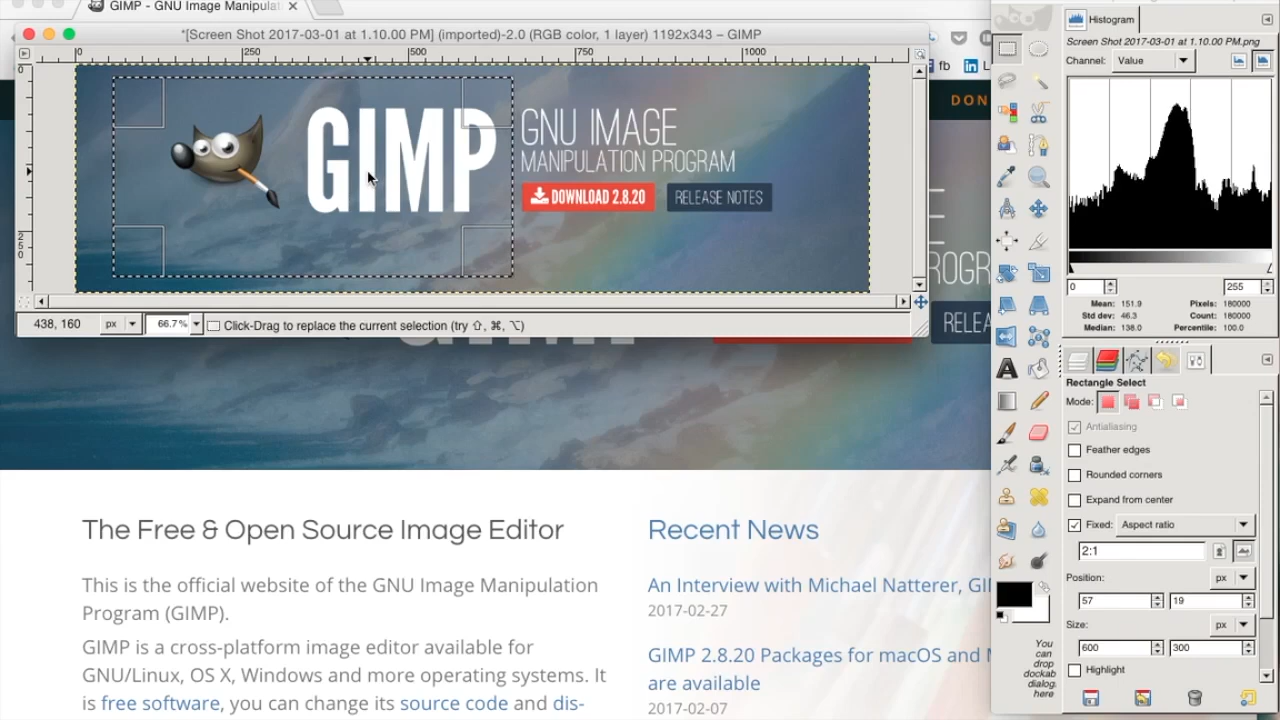 GIMP - GNU Image Manipulat
*[Screen Shot 2017-03-01 at 1.10.00 PM] (imported)-2.0 (RGB color, 1 layer) 1192x343 – GIMP
0 250 500 750 1000
0
250
GIMP
GNU IMAGE
MANIPULATION PROGRAM
DOWNLOAD 2.8.20
RELEASE NOTES
438, 160 px 66.7% Click-Drag to replace the current selection (try ⇧, ⌘, ⌥)
fb
DON
ROGR
RELEA
The Free & Open Source Image Editor
This is the official website of the GNU Image Manipulation
Program (GIMP).
GIMP is a cross-platform image editor available for
GNU/Linux, OS X, Windows and more operating systems. It
is free software, you can change its source code and dis-
Recent News
An Interview with Michael Natterer, GI
2017-02-27
GIMP 2.8.20 Packages for macOS and
are available
2017-02-07
Histogram
Screen Shot 2017-03-01 at 1.10.00 PM.png
Channel: Value
0 255
Mean: 151.9 Pixels: 180000
Std dev: 46.3 Count: 180000
Median: 138.0 Percentile: 100.0
Rectangle Select
Mode:
Antialiasing
Feather edges
Rounded corners
Expand from center
Fixed: Aspect ratio
2:1
Position: px
57 19
Size: px
600 300
Highlight
You
can
drop
dockab
dialog
here